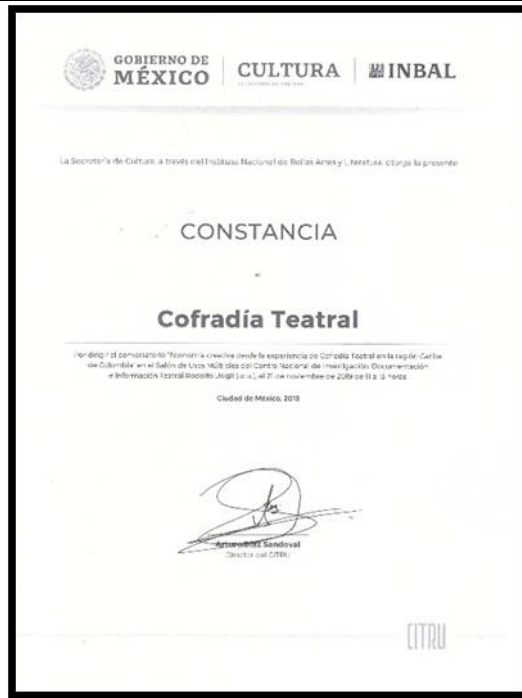 GOBIERNO DE
MÉXICO
CULTURA
INBAL
La Secretaría de Cultura, a través del Instituto Nacional de Bellas Artes y Literatura, otorga la presente
CONSTANCIA
a
Cofradía Teatral
Por dirigir el conversatorio "Economía creativa desde la experiencia de Cofradía Teatral en la región Caribe
de Colombia" en el Salón de Usos Múltiples del Centro Nacional de Investigación, Documentación
e Información Teatral Rodolfo Usigli (CITRU), el 21 de noviembre de 2019 de 11 a 13 horas
Ciudad de México, 2019
Arturo Díaz Sandoval
Director del CITRU
CITRU